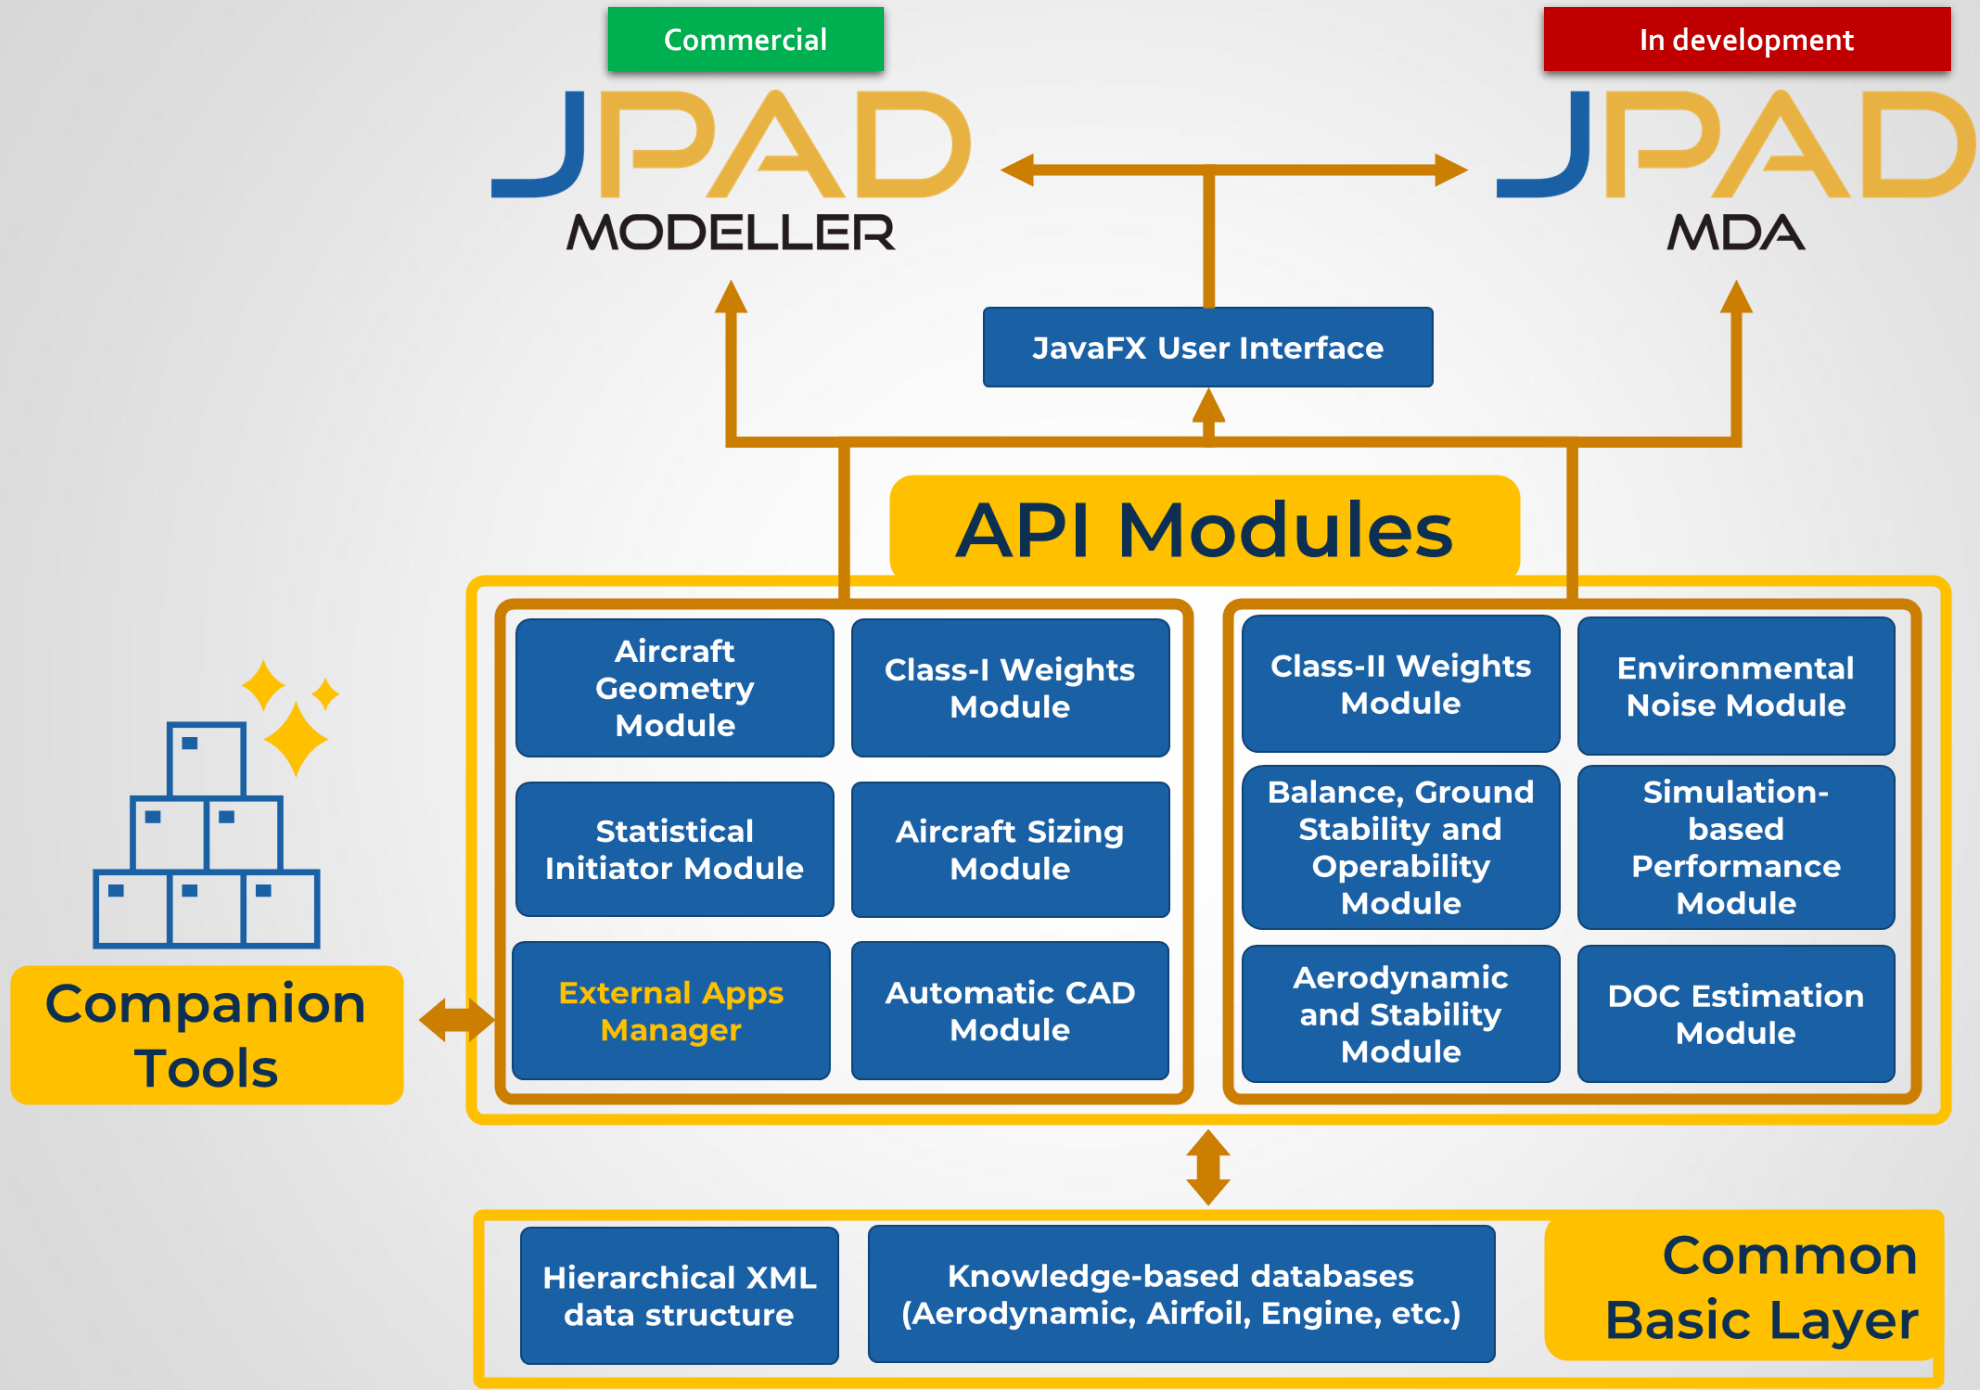 Commercial
In development
JPAD
MODELLER
JPAD
MDA
JavaFX User Interface
API Modules
Aircraft
Geometry
Module
Class-I Weights
Module
Class-II Weights
Module
Environmental
Noise Module
Statistical
Initiator Module
Aircraft Sizing
Module
Balance, Ground
Stability and
Operability
Module
Simulation-
based
Performance
Module
External Apps
Manager
Automatic CAD
Module
Aerodynamic
and Stability
Module
DOC Estimation
Module
Companion
Tools
Hierarchical XML
data structure
Knowledge-based databases
(Aerodynamic, Airfoil, Engine, etc.)
Common
Basic Layer